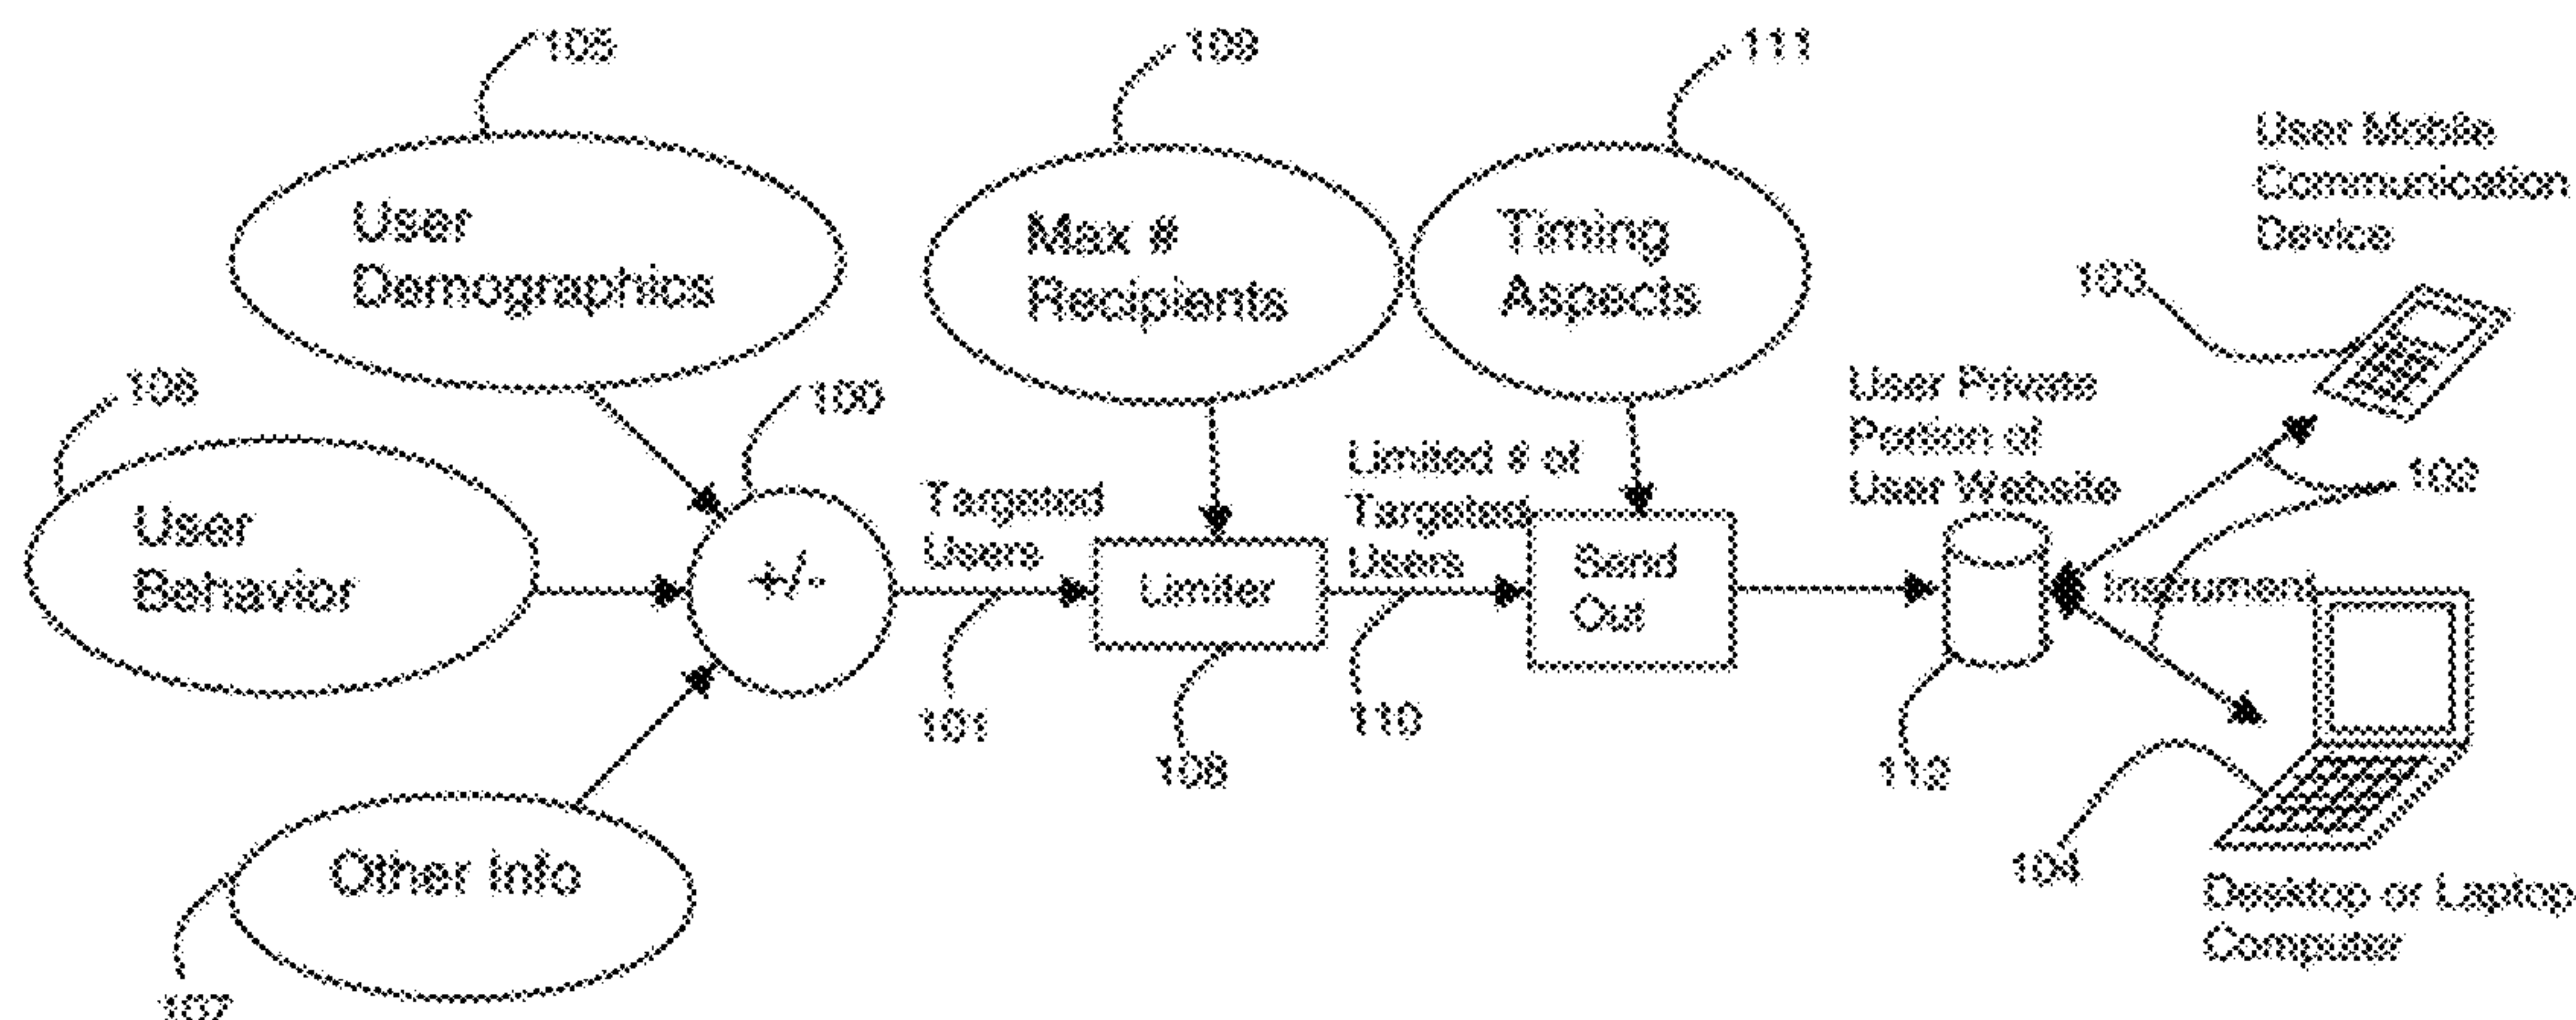 105
109
111
User Mobile
Communication
Device
User
Demographics
Max #
Recipients
Timing
Aspects
103
106
100
User Private
Portion of
User Website
Limited # of
Targeted
Users
102
Targeted
Users
User
Behavior
+/-
Limiter
Send
Out
Instrument
101
108
110
112
104
Other Info
Desktop or Laptop
Computer
107